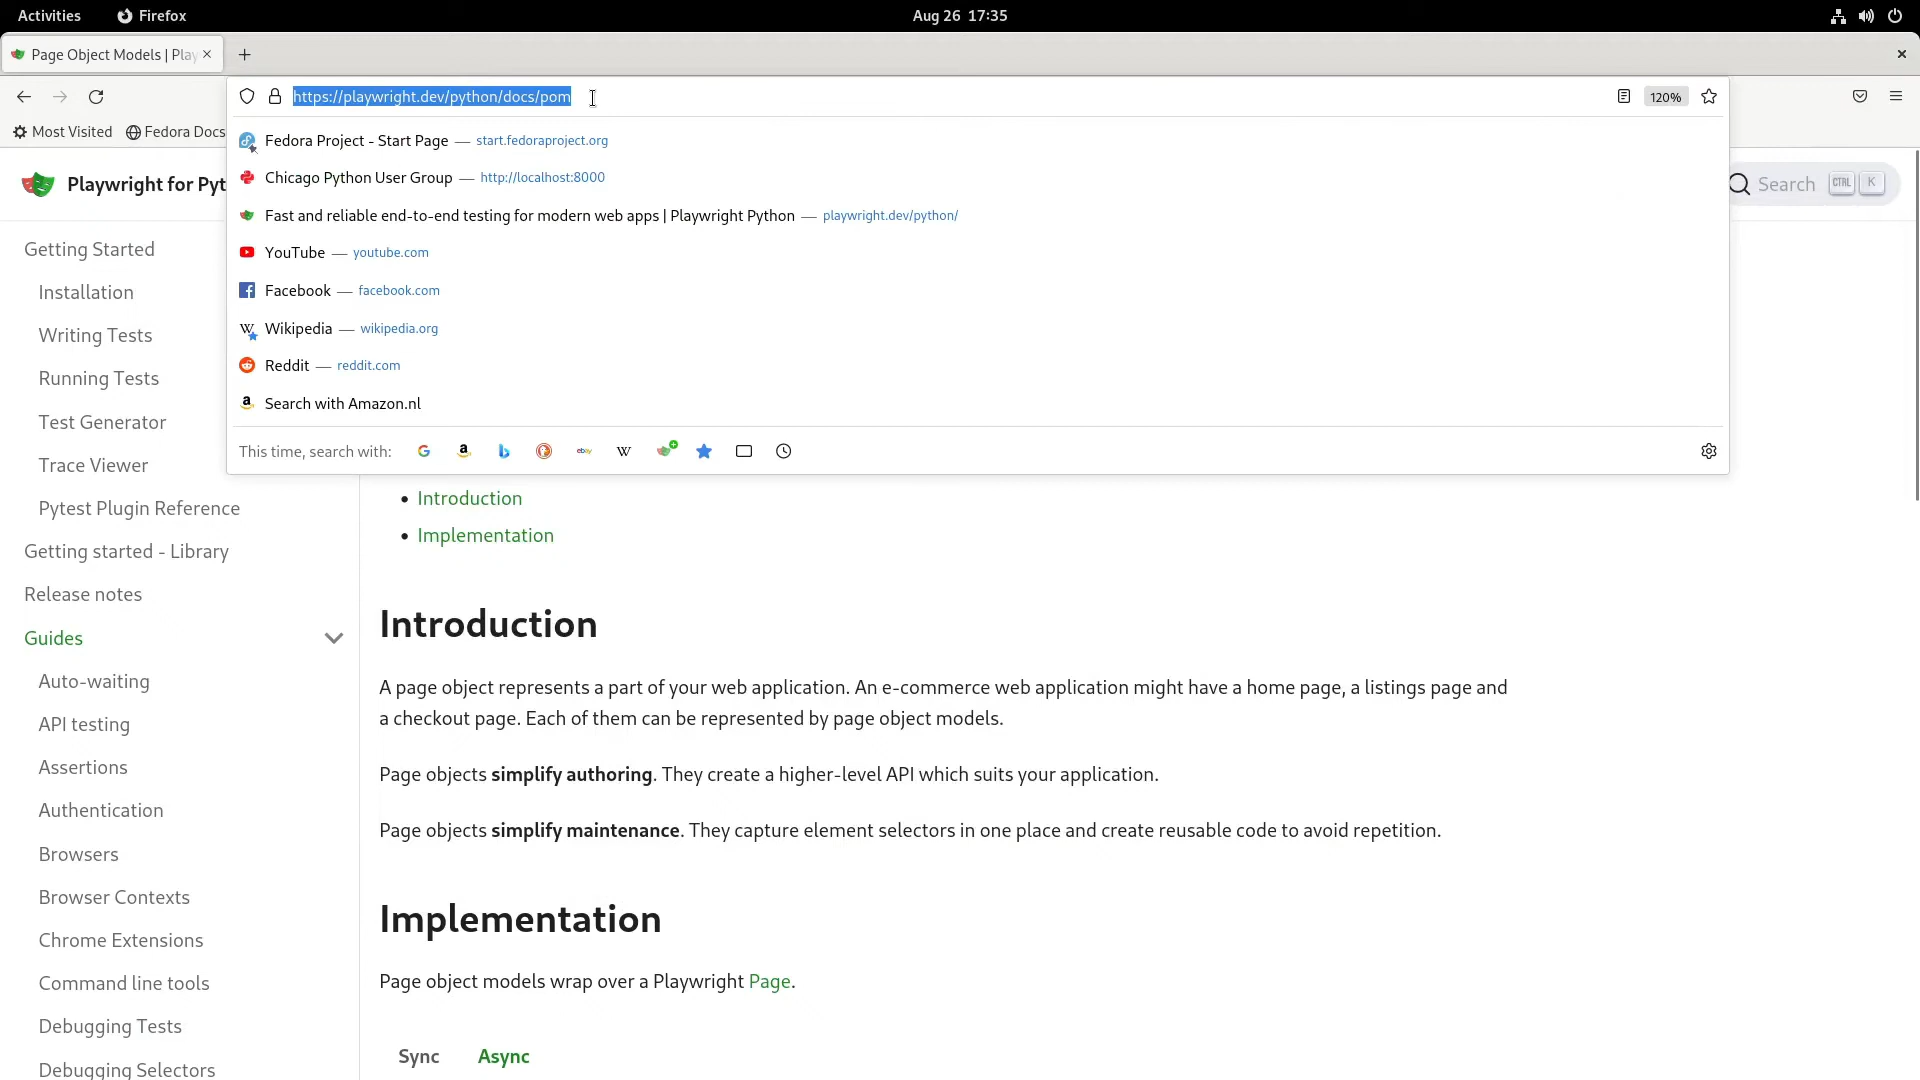 Activities
Firefox
Aug 26 17:35
Page Object Models | Play
https://playwright.dev/python/docs/pom
120%
Most Visited
Fedora Docs
Fedora Project - Start Page — start.fedoraproject.org
Chicago Python User Group — http://localhost:8000
Fast and reliable end-to-end testing for modern web apps | Playwright Python — playwright.dev/python/
YouTube — youtube.com
Facebook — facebook.com
Wikipedia — wikipedia.org
Reddit — reddit.com
Search with Amazon.nl
This time, search with:
Playwright for Pyt
Search CTRL K
Getting Started
Installation
Writing Tests
Running Tests
Test Generator
Trace Viewer
Pytest Plugin Reference
Getting started - Library
Release notes
Guides
Auto-waiting
API testing
Assertions
Authentication
Browsers
Browser Contexts
Chrome Extensions
Command line tools
Debugging Tests
Debugging Selectors
Introduction
Implementation
Introduction
A page object represents a part of your web application. An e-commerce web application might have a home page, a listings page and
a checkout page. Each of them can be represented by page object models.
Page objects simplify authoring. They create a higher-level API which suits your application.
Page objects simplify maintenance. They capture element selectors in one place and create reusable code to avoid repetition.
Implementation
Page object models wrap over a Playwright Page.
Sync
Async